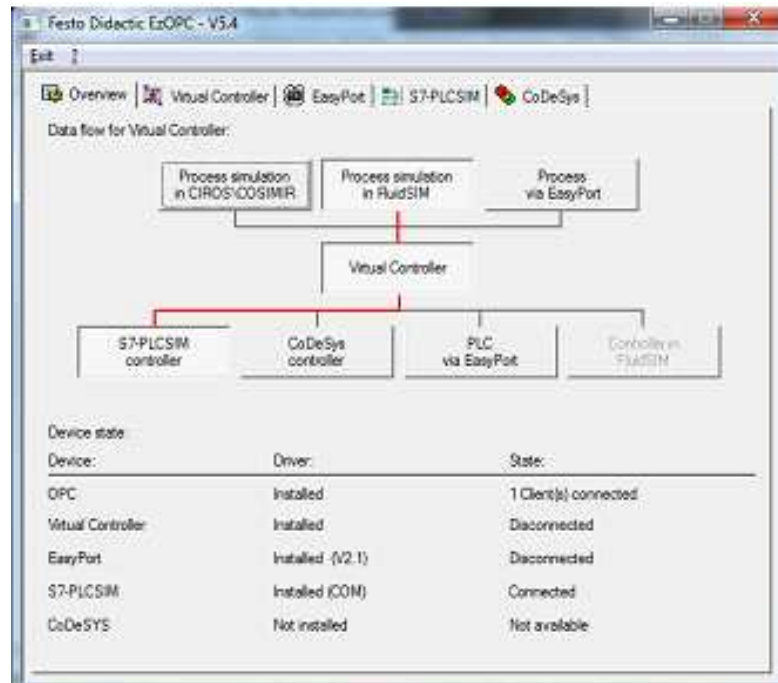 Festo Didactic EzOPC - V5.4
Exit ?
Overview Virtual Controller EasyPort S7-PLCSIM CoDeSys
Data flow for Virtual Controller:
Process simulation in CIROS\COSIMIR
Process simulation in FluidSIM
Process via EasyPort
Virtual Controller
S7-PLCSIM controller
CoDeSys controller
PLC via EasyPort
Controller in FluidSIM
Device state:
Device: Driver: State:
OPC Installed 1 Client(s) connected
Virtual Controller Installed Disconnected
EasyPort Installed (V2.1) Disconnected
S7-PLCSIM Installed (COM) Connected
CoDeSYS Not installed Not available